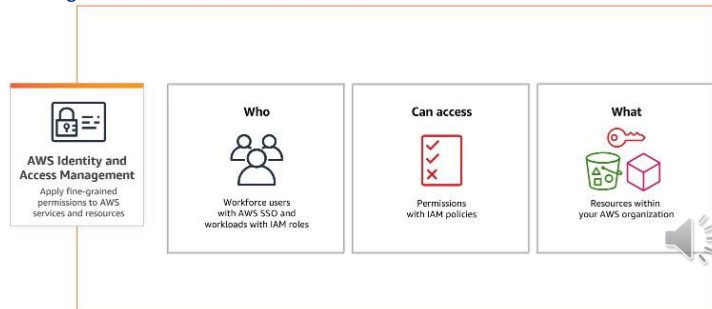 AWS Identity and
Access Management
Apply fine-grained
permissions to AWS
services and resources
Who
Workforce users
with AWS SSO and
workloads with IAM roles
Can access
Permissions
with IAM policies
What
Resources within
your AWS organization